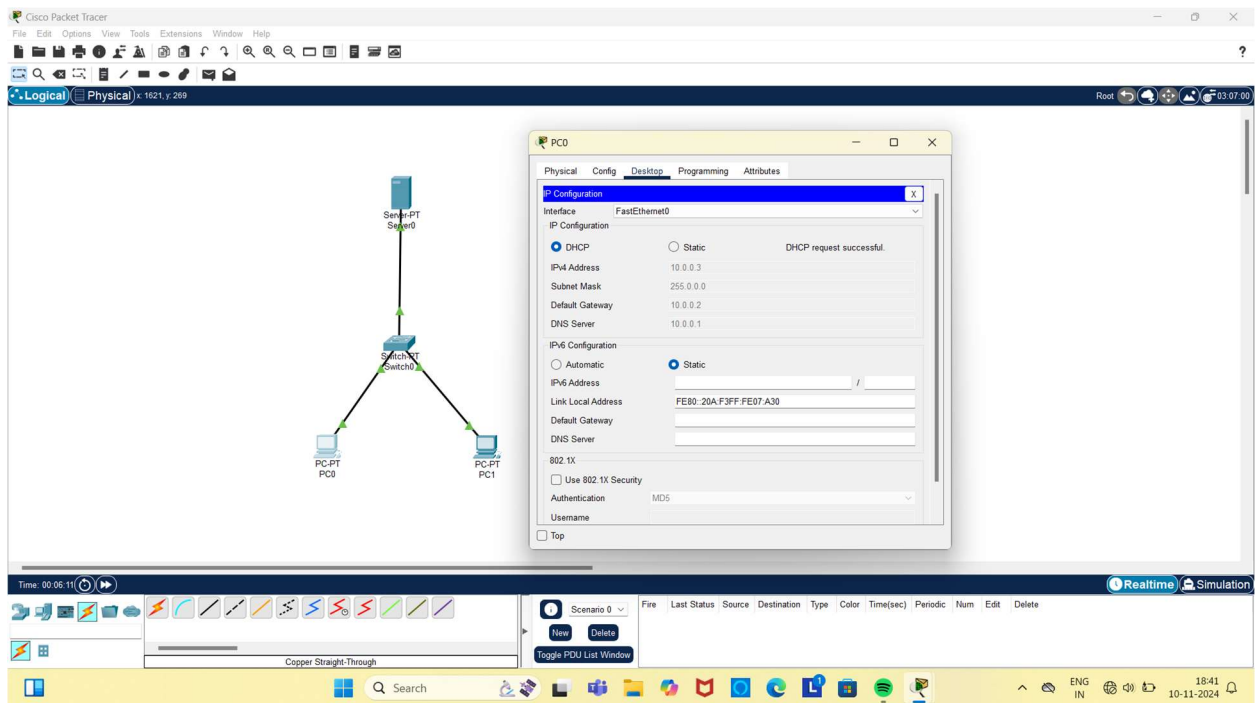 Cisco Packet Tracer
File Edit Options View Tools Extensions Window Help
?
Logical Physical x: 1621, y: 269 Root 03:07:00
Server-PT
Server0
Switch-PT
Switch0
PC-PT
PC0
PC-PT
PC1
PC0
Physical Config Desktop Programming Attributes
IP Configuration X
Interface FastEthernet0
IP Configuration
DHCP Static DHCP request successful.
IPv4 Address 10.0.0.3
Subnet Mask 255.0.0.0
Default Gateway 10.0.0.2
DNS Server 10.0.0.1
IPv6 Configuration
Automatic Static
IPv6 Address /
Link Local Address FE80::20A:F3FF:FE07:A30
Default Gateway
DNS Server
802.1X
Use 802.1X Security
Authentication MD5
Username
Top
Time: 00:06:11 Realtime Simulation
Scenario 0
New Delete
Toggle PDU List Window
Fire Last Status Source Destination Type Color Time(sec) Periodic Num Edit Delete
Copper Straight-Through
Search
ENG
IN
18:41
10-11-2024